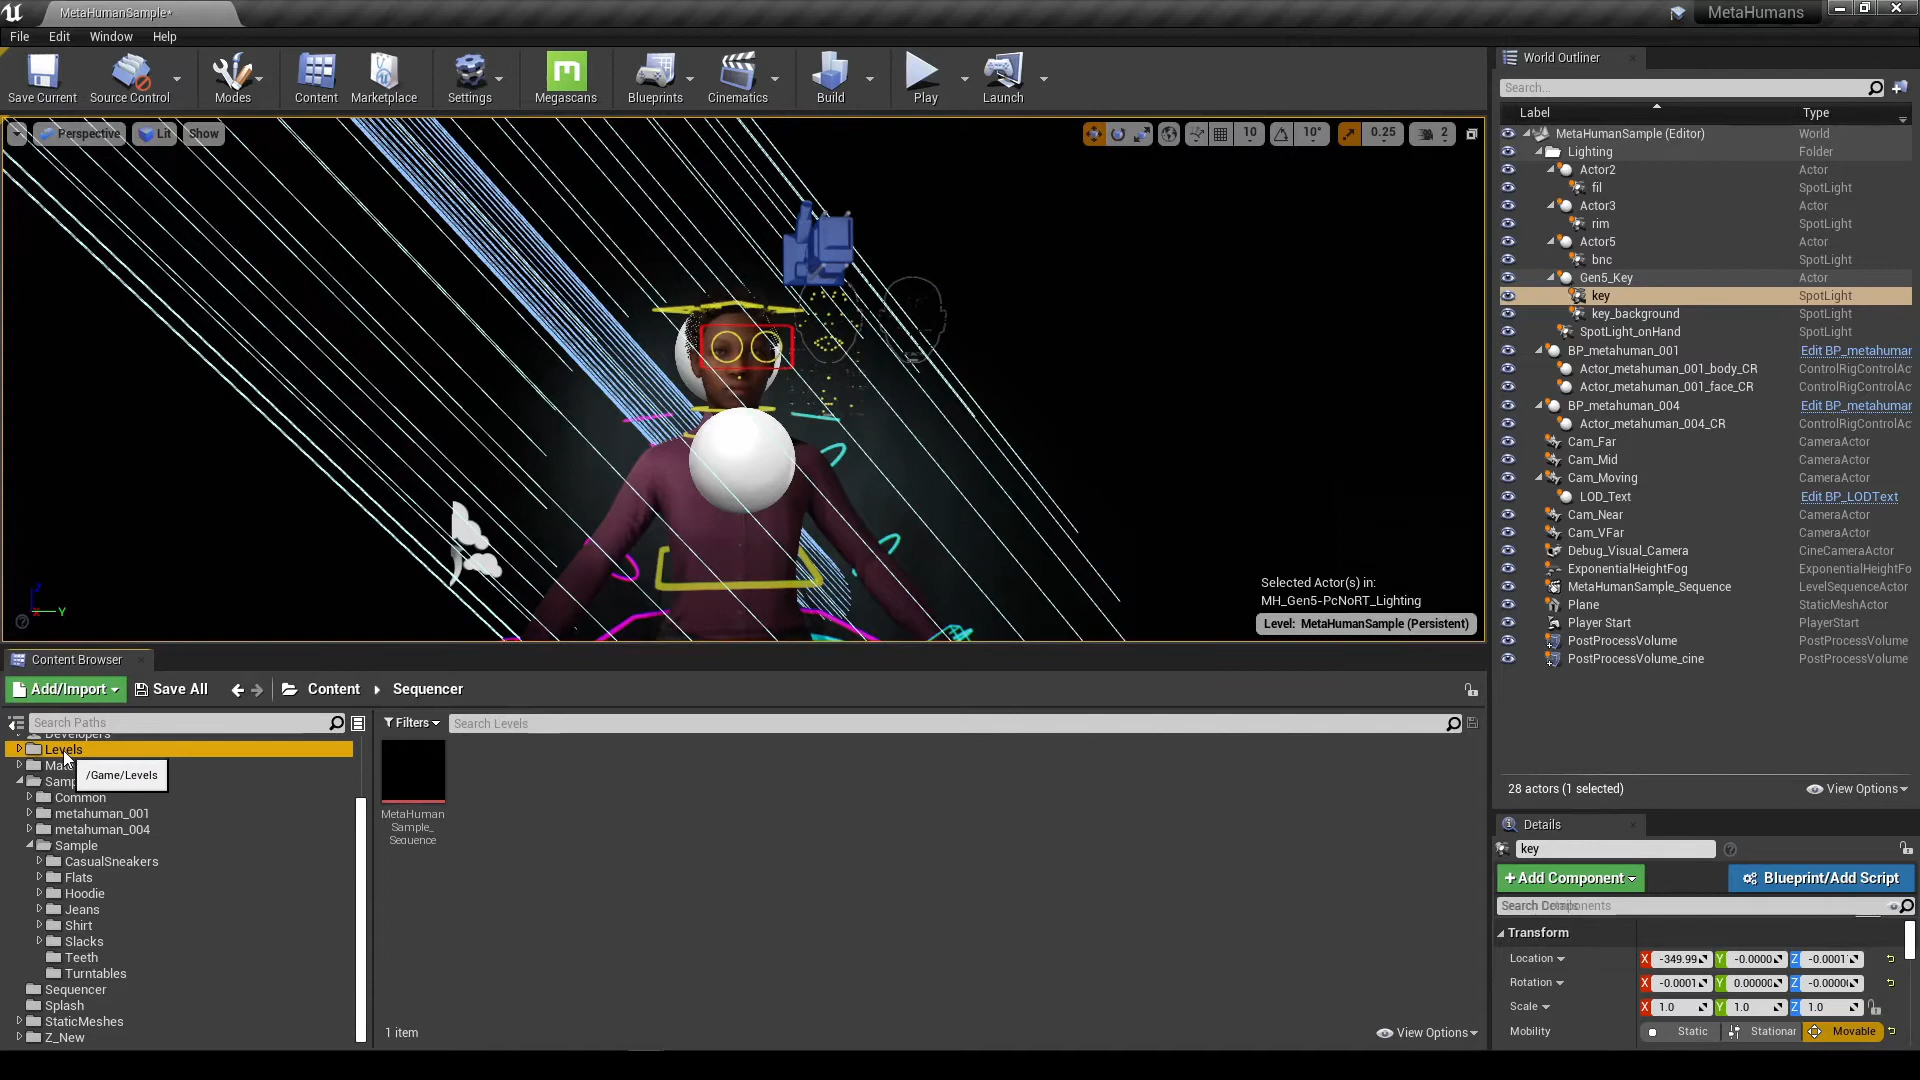 MetaHumanSample*
MetaHumans
File Edit Window Help
Save Current
Source Control
Modes
Content
Marketplace
Settings
Megascans
Blueprints
Cinematics
Build
Play
Launch
Perspective
Lit
Show
10
10°
0.25
2
Selected Actor(s) in:
MH_Gen5-PcNoRT_Lighting
Level: MetaHumanSample (Persistent)
World Outliner
Search...
Label Type
MetaHumanSample (Editor) World
Lighting Folder
Actor2 Actor
fil SpotLight
Actor3 Actor
rim SpotLight
Actor5 Actor
bnc SpotLight
Gen5_Key Actor
key SpotLight
key_background SpotLight
SpotLight_onHand SpotLight
BP_metahuman_001 Edit BP_metahumar
Actor_metahuman_001_body_CR ControlRigControlAc
Actor_metahuman_001_face_CR ControlRigControlAc
BP_metahuman_004 Edit BP_metahumar
Actor_metahuman_004_CR ControlRigControlAc
Cam_Far CameraActor
Cam_Mid CameraActor
Cam_Moving CameraActor
LOD_Text Edit BP_LODText
Cam_Near CameraActor
Cam_VFar CameraActor
Debug_Visual_Camera CineCameraActor
ExponentialHeightFog ExponentialHeightFo
MetaHumanSample_Sequence LevelSequenceActor
Plane StaticMeshActor
Player Start PlayerStart
PostProcessVolume PostProcessVolume
PostProcessVolume_cine PostProcessVolume
28 actors (1 selected)
View Options
Content Browser
Add/Import
Save All
Content
Sequencer
Search Paths
Filters
Search Levels
Developers
Levels
/Game/Levels
Common
metahuman_001
metahuman_004
Sample
CasualSneakers
Flats
Hoodie
Jeans
Shirt
Slacks
Teeth
Turntables
Sequencer
Splash
StaticMeshes
Z_New
MetaHuman
Sample_
Sequence
1 item
View Options
Details
key
+Add Component
Blueprint/Add Script
Transform
Location X -349.99 Y -0.0000 Z -0.0001
Rotation X -0.0001 Y 0.00000 Z -0.0000
Scale X 1.0 Y 1.0 Z 1.0
Mobility Static Stationar Movable